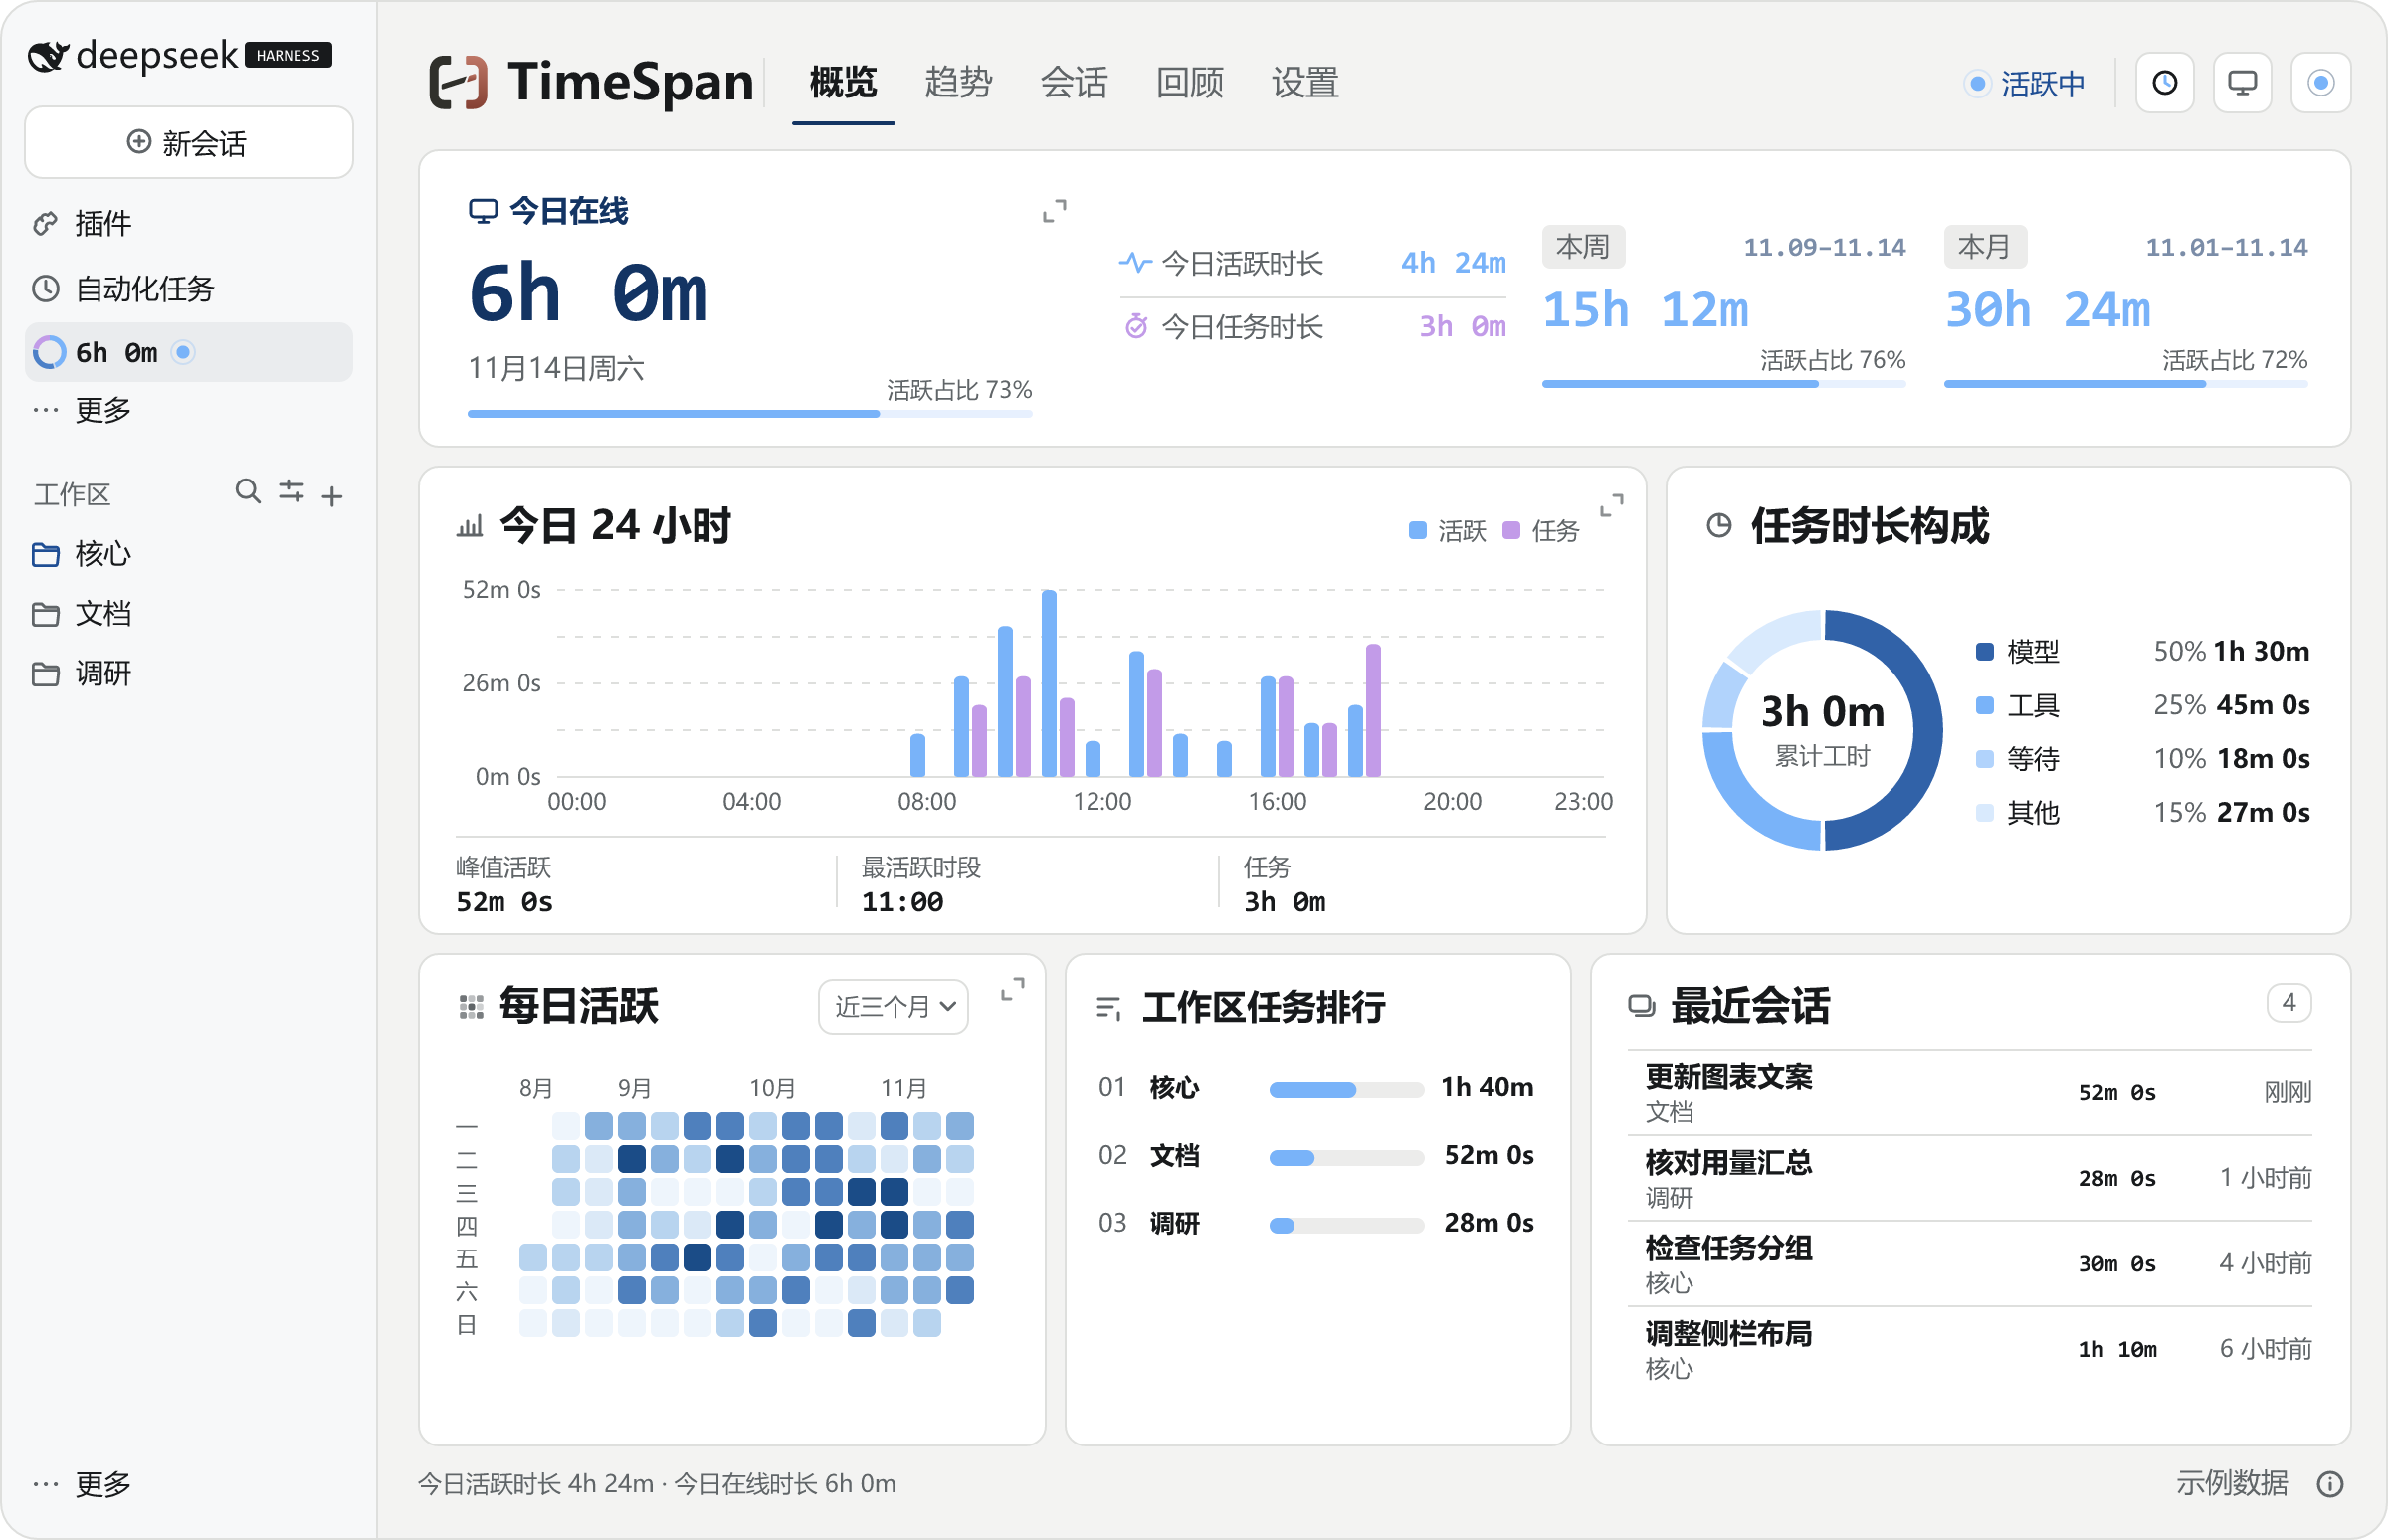 deepseek HARNESS
新会话
插件
自动化任务
6h 0m
更多
工作区
核心
文档
调研
更多
TimeSpan
概览 趋势 会话 回顾 设置
活跃中
今日在线
6h 0m
11月14日周六
活跃占比 73%
今日活跃时长 4h 24m
今日任务时长 3h 0m
本周 11.09–11.14
15h 12m
活跃占比 76%
本月 11.01–11.14
30h 24m
活跃占比 72%
今日 24 小时
活跃 任务
52m 0s
26m 0s
0m 0s
00:00 04:00 08:00 12:00 16:00 20:00 23:00
峰值活跃
52m 0s
最活跃时段
11:00
任务
3h 0m
任务时长构成
3h 0m
累计工时
模型 50% 1h 30m
工具 25% 45m 0s
等待 10% 18m 0s
其他 15% 27m 0s
每日活跃
近三个月
8月 9月 10月 11月
一
二
三
四
五
六
日
工作区任务排行
01 核心 1h 40m
02 文档 52m 0s
03 调研 28m 0s
最近会话
4
更新图表文案
文档
52m 0s 刚刚
核对用量汇总
调研
28m 0s 1 小时前
检查任务分组
核心
30m 0s 4 小时前
调整侧栏布局
核心
1h 10m 6 小时前
今日活跃时长 4h 24m · 今日在线时长 6h 0m
示例数据